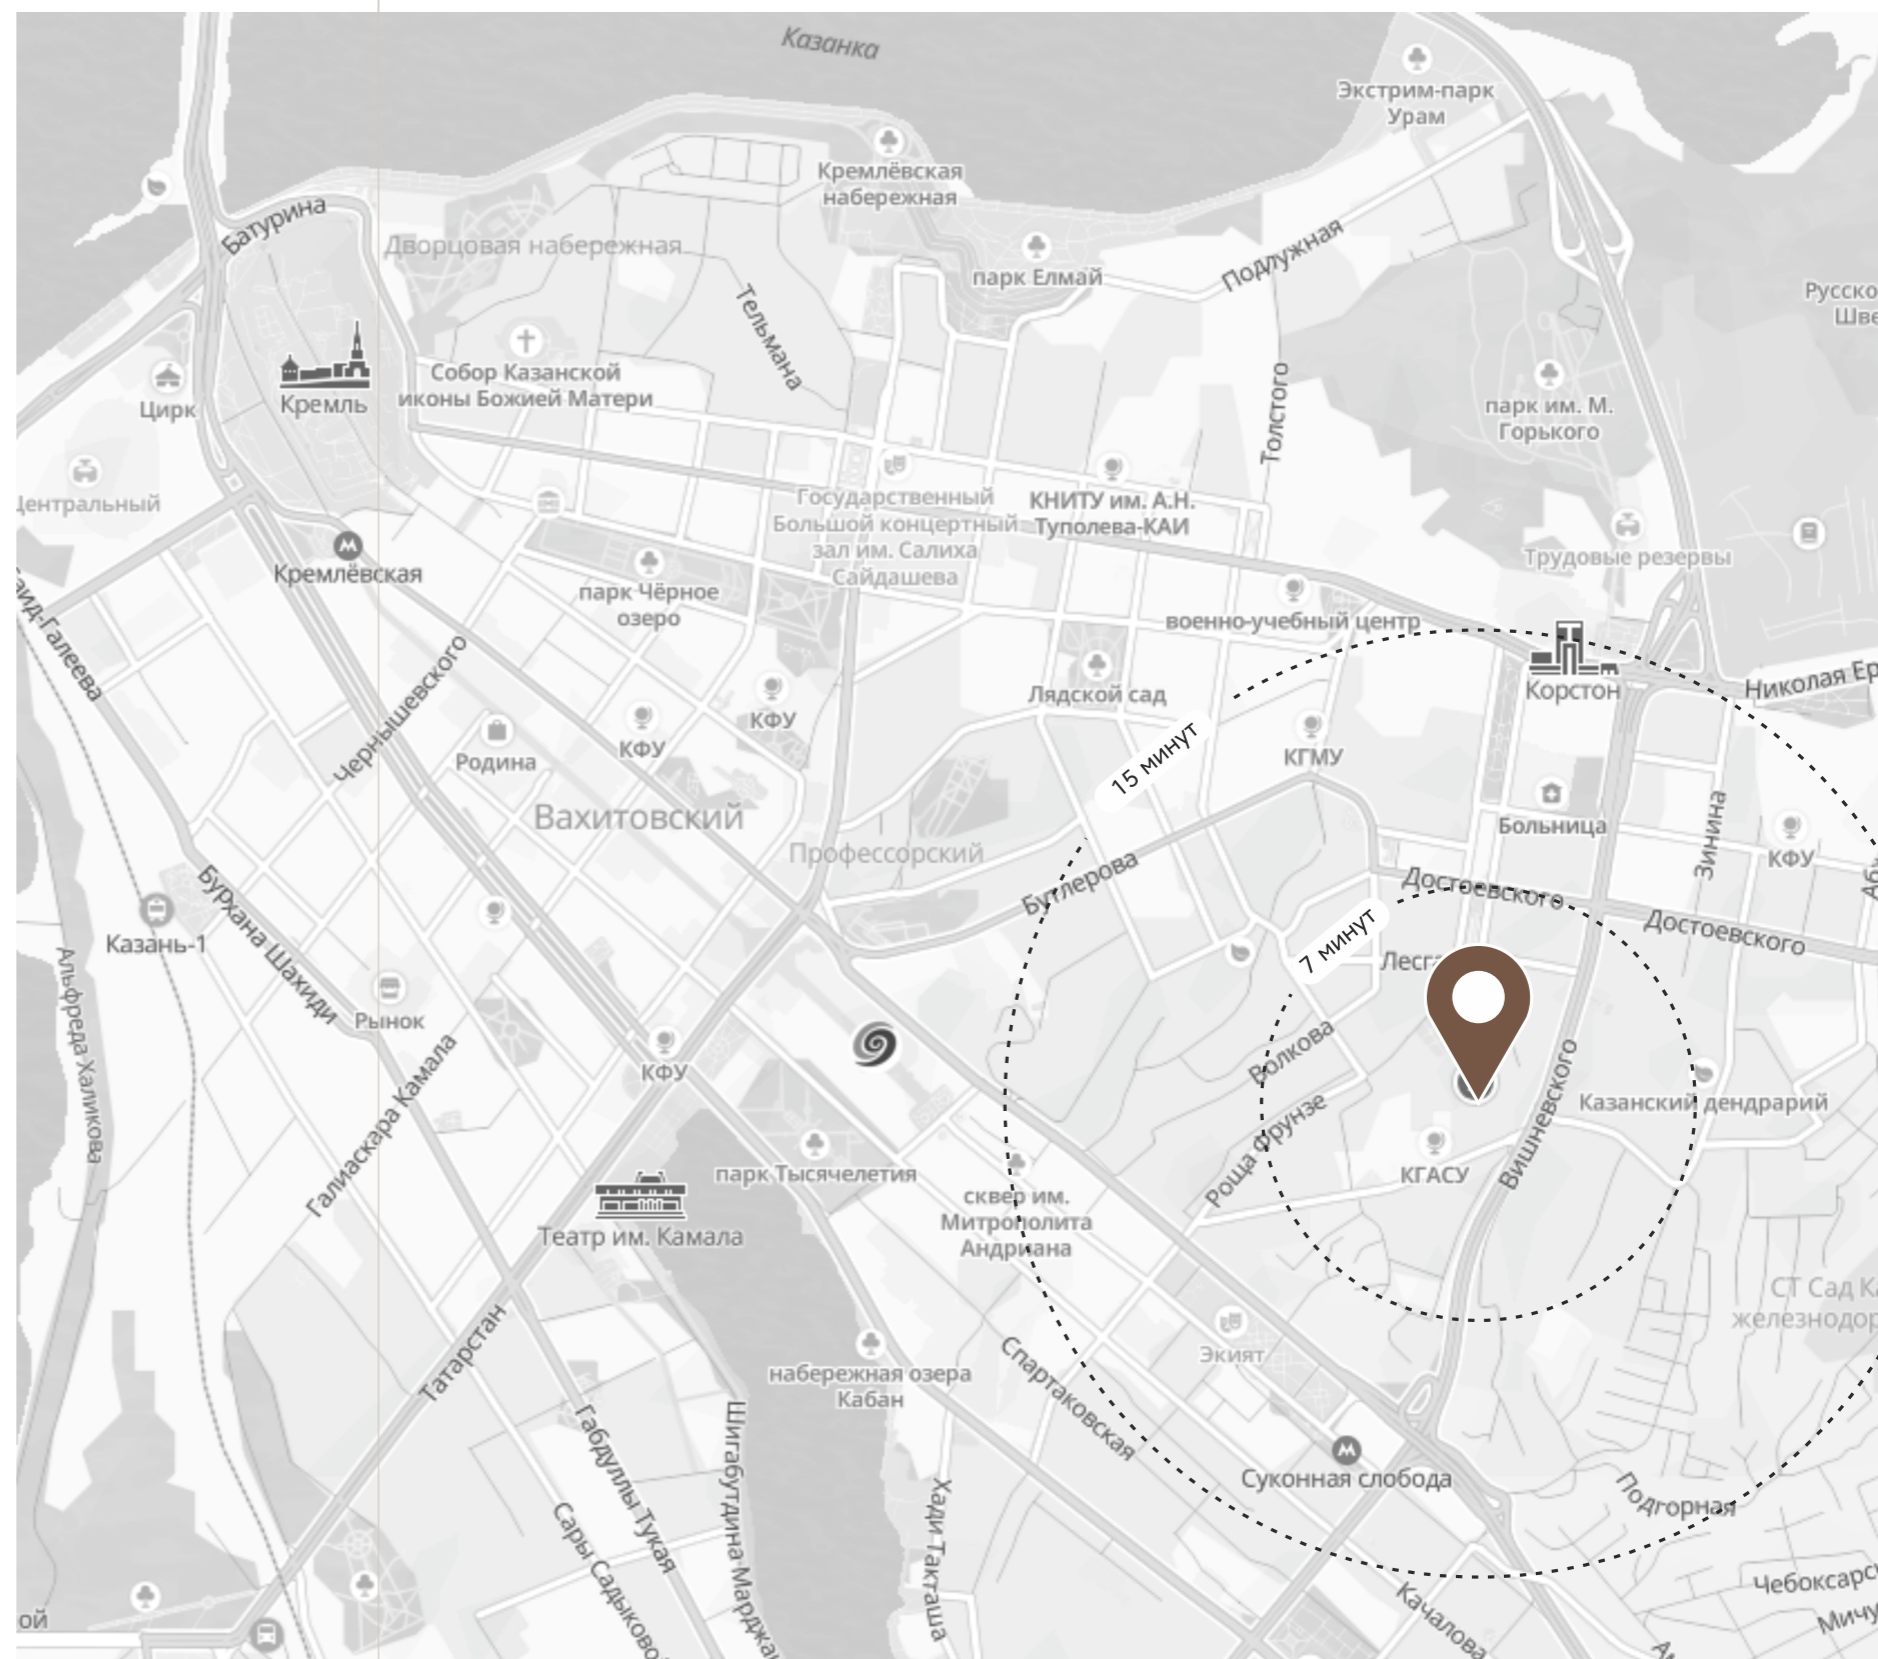 Казанка
Экстрим-парк
Урам
Кремлёвская
набережная
Батурина
Дворцовая набережная
парк Елмай
Подлужная
Тельмана
Собор Казанской
иконы Божией Матери
Кремль
Цирк
Толстого
парк им. М.
Горького
Государственный
Большой концертный
зал им. Салиха
Сайдашева
КНИТУ им. А.Н.
Туполева-КАИ
Трудовые резервы
Кремлёвская
парк Чёрное
озеро
военно-учебный центр
Лядской сад
Корстон
Николая Ер
Чернышевского
КФУ
КФУ
Родина
15 минут
КГМУ
Вахитовский
Профессорский
Больница
Зинина
КФУ
Бутлерова
Достоевского
Достоевского
7 минут
Бурхана Шахиди
Казань-1
Альфреда Халикова
Рынок
КФУ
Галиаскара Камала
Волкова
Роща Фрунзе
Вишневского
Казанский дендрарий
КГАСУ
парк Тысячелетия
Театр им. Камала
сквер им.
Митрополита
Андриана
СТ Сад Ка
железнодор
Татарстан
набережная озера
Кабан
Спартаковская
Экият
Суконная слобода
Подгорная
Габдуллы Тукая
Шигабутдина Марджа
Хади Такташа
Сары Садыково
Чебоксарс
Мичу
Качалова
ой